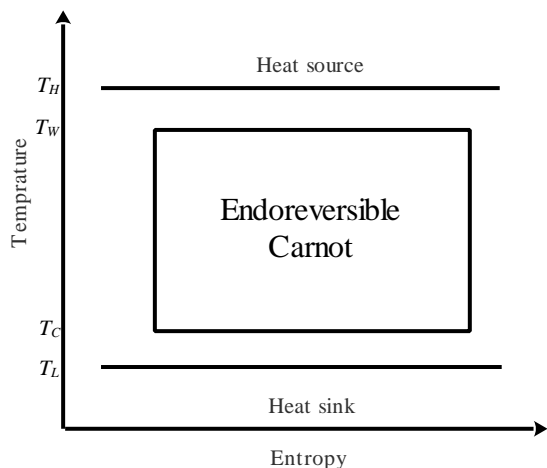 Heat source
T_H
T_W
Temprature
Endoreversible
Carnot
T_C
T_L
Heat sink
Entropy